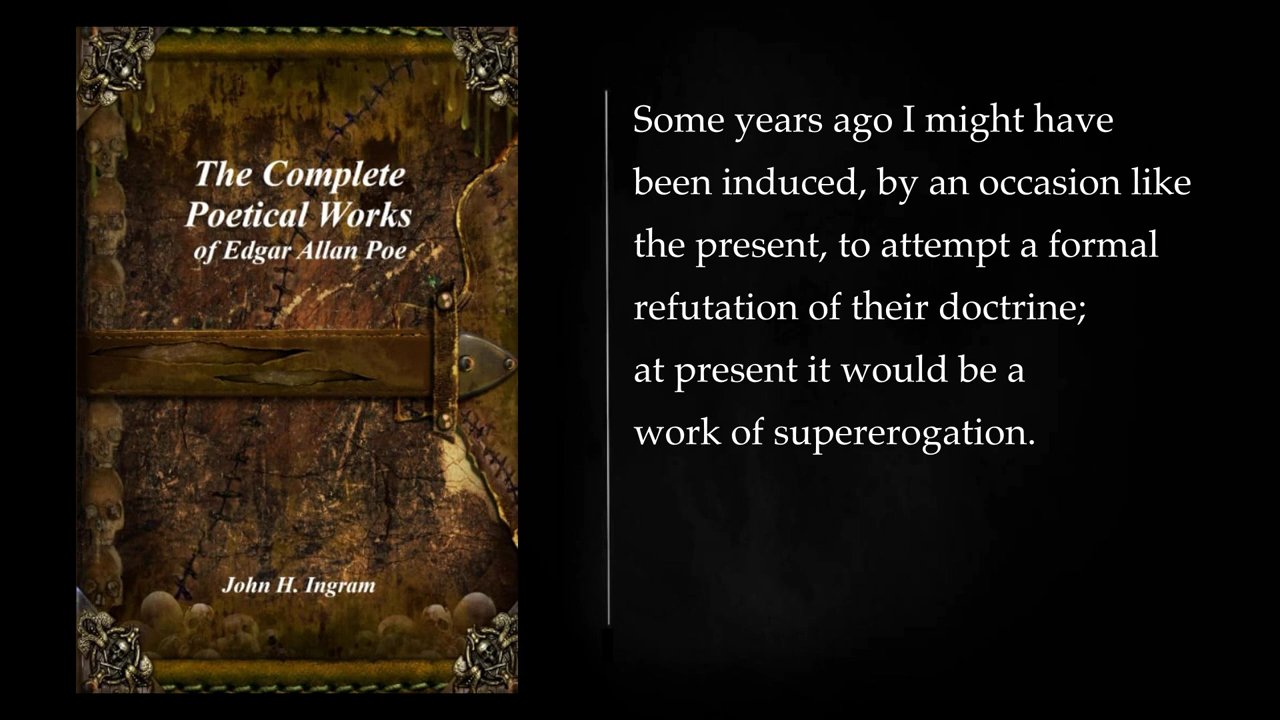 The Complete
Poetical Works
of Edgar Allan Poe
John H. Ingram
Some years ago I might have
been induced, by an occasion like
the present, to attempt a formal
refutation of their doctrine;
at present it would be a
work of supererogation.